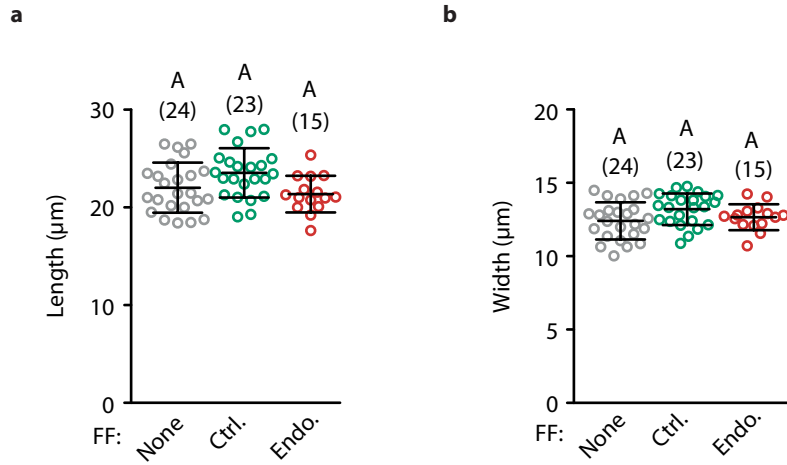 a
A
(24)
A
(23)
A
(15)
30
20
10
0
Length (µm)
FF:
None
Ctrl.
Endo.
b
A
(24)
A
(23)
A
(15)
20
15
10
5
0
Width (µm)
FF:
None
Ctrl.
Endo.